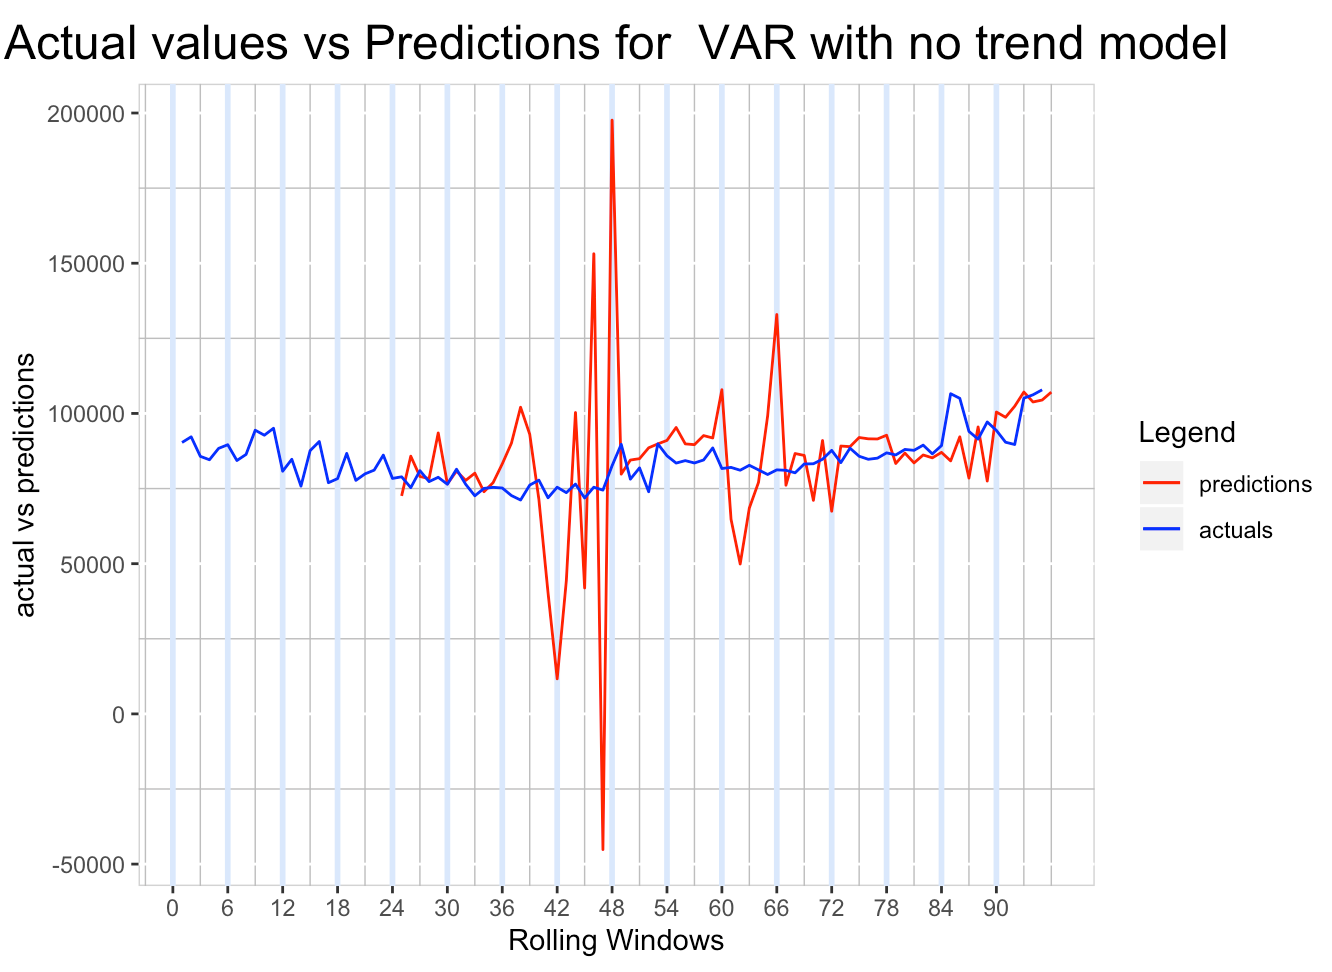 Actual values vs Predictions for  VAR with no trend model
200000
150000
100000
50000
0
-50000
actual vs predictions
0 6 12 18 24 30 36 42 48 54 60 66 72 78 84 90
Rolling Windows
Legend
predictions
actuals